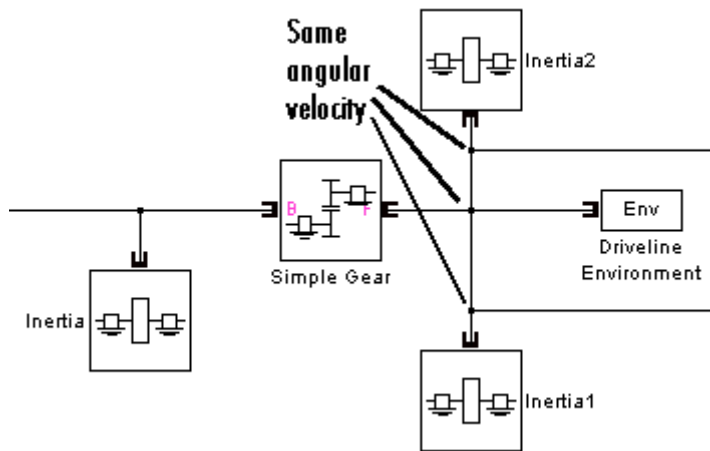 Same
angular
velocity
Inertia2
B
F
Env
Simple Gear
Driveline
Environment
Inertia
Inertia1